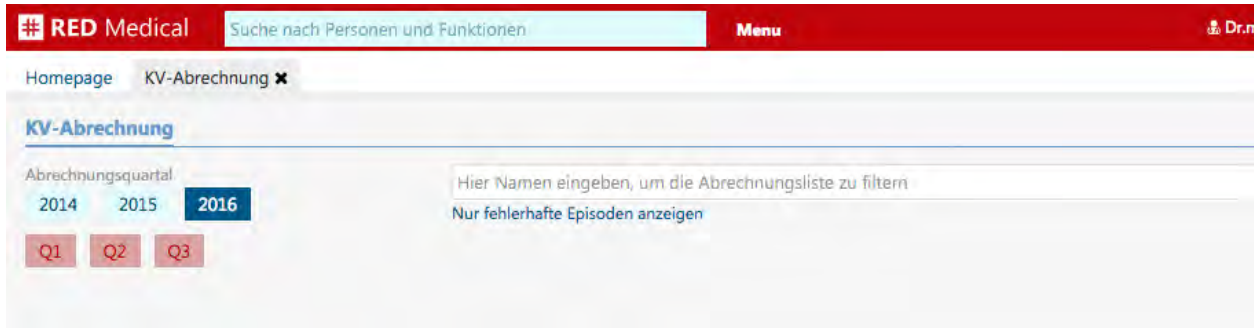 # RED Medical Suche nach Personen und Funktionen Menu Dr.m
Homepage KV-Abrechnung ✖
KV-Abrechnung
Abrechnungsquartal
Hier Namen eingeben, um die Abrechnungsliste zu filtern
2014 2015 2016
Nur fehlerhafte Episoden anzeigen
Q1 Q2 Q3